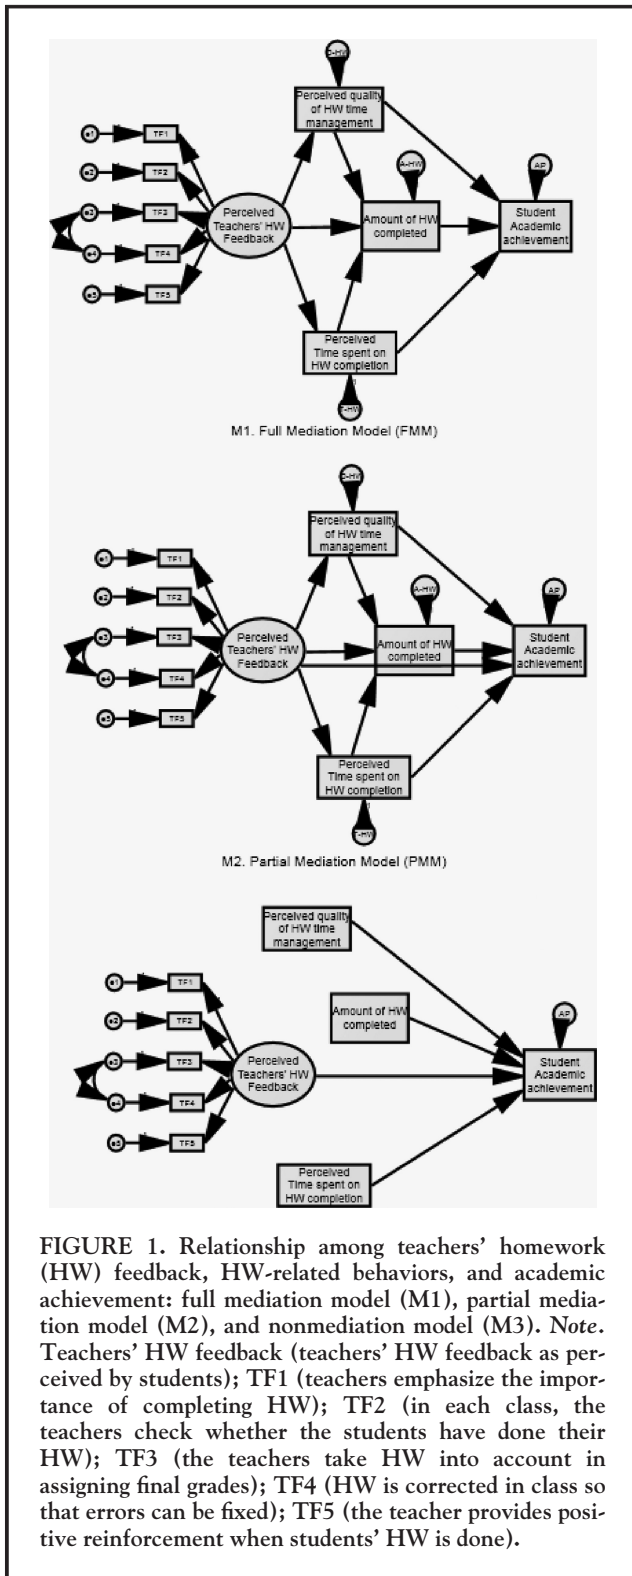 Perceived quality
of HW time
management
e1
TF1
e2
TF2
A-HW
AP
e3
TF3
Perceived
Teachers' HW
Feedback
Amount of HW
completed
Student
Academic
achievement
e4
TF4
e5
TF5
Perceived
Time spent on
HW completion
T-HW
M1. Full Mediation Model (FMM)
Perceived quality
of HW time
management
e1
TF1
e2
TF2
A-HW
AP
e3
TF3
Perceived
Teachers' HW
Feedback
Amount of HW
completed
Student
Academic
achievement
e4
TF4
e5
TF5
Perceived
Time spent on
HW completion
T-HW
M2. Partial Mediation Model (PMM)
Perceived quality
of HW time
management
e1
TF1
Amount of HW
completed
e2
TF2
AP
e3
TF3
Perceived
Teachers' HW
Feedback
Student
Academic
achievement
e4
TF4
e5
TF5
Perceived
Time spent on
HW completion
FIGURE 1. Relationship among teachers' homework
(HW) feedback, HW-related behaviors, and academic
achievement: full mediation model (M1), partial media-
tion model (M2), and nonmediation model (M3). Note.
Teachers' HW feedback (teachers' HW feedback as per-
ceived by students); TF1 (teachers emphasize the impor-
tance of completing HW); TF2 (in each class, the
teachers check whether the students have done their
HW); TF3 (the teachers take HW into account in
assigning final grades); TF4 (HW is corrected in class so
that errors can be fixed); TF5 (the teacher provides posi-
tive reinforcement when students' HW is done).